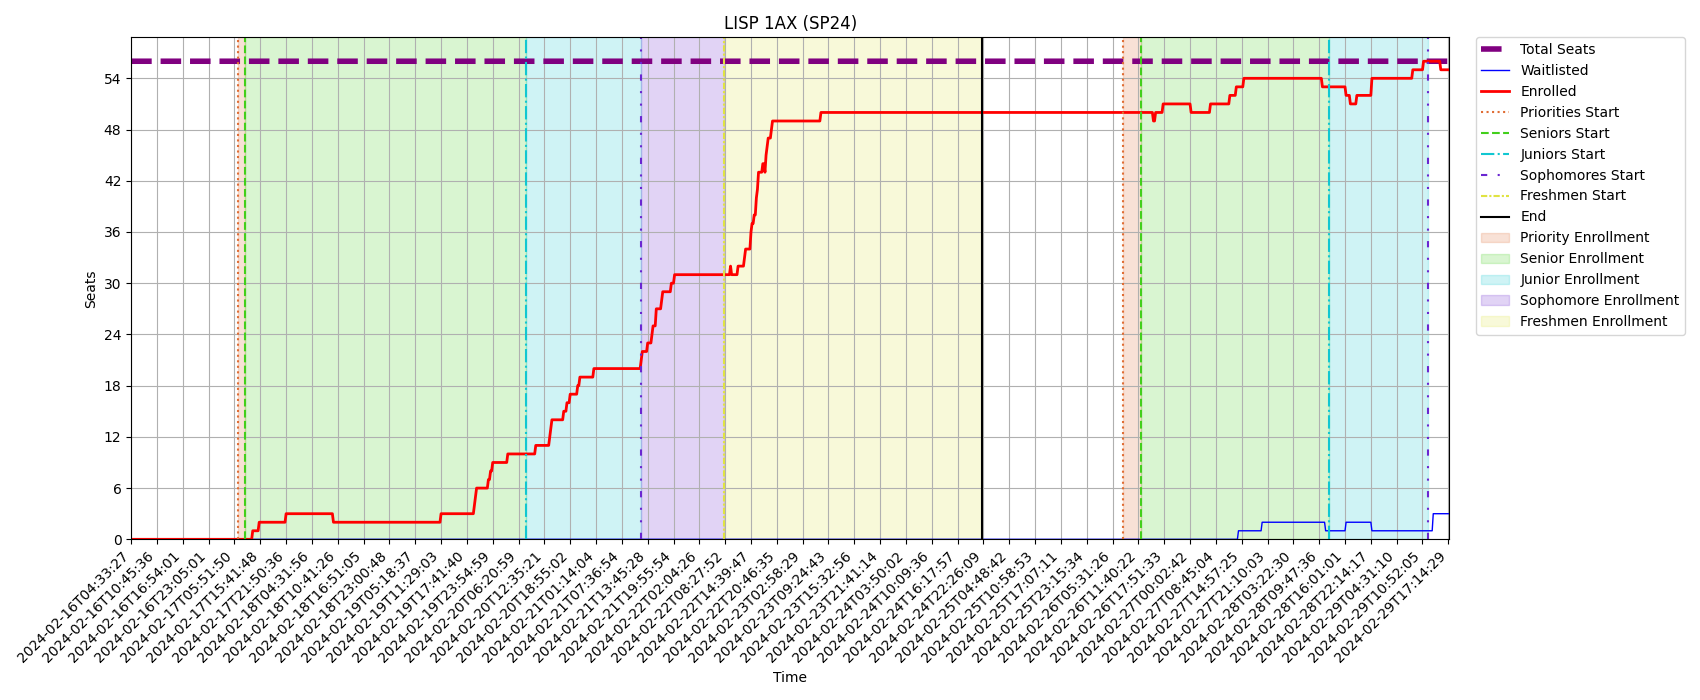 LISP 1AX (SP24)
Seats
54
48
42
36
30
24
18
12
6
0
2024-02-16T04:33:27
2024-02-16T10:45:36
2024-02-16T16:54:01
2024-02-16T23:05:01
2024-02-17T05:51:50
2024-02-17T15:41:48
2024-02-17T21:50:36
2024-02-18T04:31:56
2024-02-18T10:41:26
2024-02-18T16:51:05
2024-02-18T23:00:48
2024-02-19T05:18:37
2024-02-19T11:29:03
2024-02-19T17:41:40
2024-02-19T23:54:59
2024-02-20T06:20:59
2024-02-20T12:35:21
2024-02-20T18:55:02
2024-02-21T01:14:04
2024-02-21T07:36:54
2024-02-21T13:45:28
2024-02-21T19:55:54
2024-02-22T02:04:26
2024-02-22T08:27:52
2024-02-22T14:39:47
2024-02-22T20:46:35
2024-02-23T02:58:29
2024-02-23T09:24:43
2024-02-23T15:32:56
2024-02-23T21:41:14
2024-02-24T03:50:02
2024-02-24T10:09:36
2024-02-24T16:17:57
2024-02-24T22:26:09
2024-02-25T04:48:42
2024-02-25T10:58:53
2024-02-25T17:07:11
2024-02-25T23:15:34
2024-02-26T05:31:26
2024-02-26T11:40:22
2024-02-26T17:51:33
2024-02-27T00:02:42
2024-02-27T08:45:04
2024-02-27T14:57:25
2024-02-27T21:10:03
2024-02-28T03:22:30
2024-02-28T09:47:36
2024-02-28T16:01:01
2024-02-28T22:14:17
2024-02-29T04:31:10
2024-02-29T10:52:05
2024-02-29T17:14:29
Time
Total Seats
Waitlisted
Enrolled
Priorities Start
Seniors Start
Juniors Start
Sophomores Start
Freshmen Start
End
Priority Enrollment
Senior Enrollment
Junior Enrollment
Sophomore Enrollment
Freshmen Enrollment